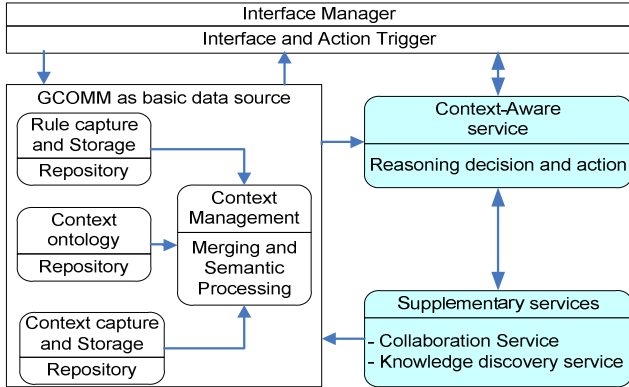 Interface Manager
Interface and Action Trigger
GCOMM as basic data source
Rule capture
and Storage
Repository
Context
ontology
Repository
Context capture
and Storage
Repository
Context
Management
Merging and
Semantic
Processing
Context-Aware
service
Reasoning decision and action
Supplementary services
- Collaboration Service
- Knowledge discovery service